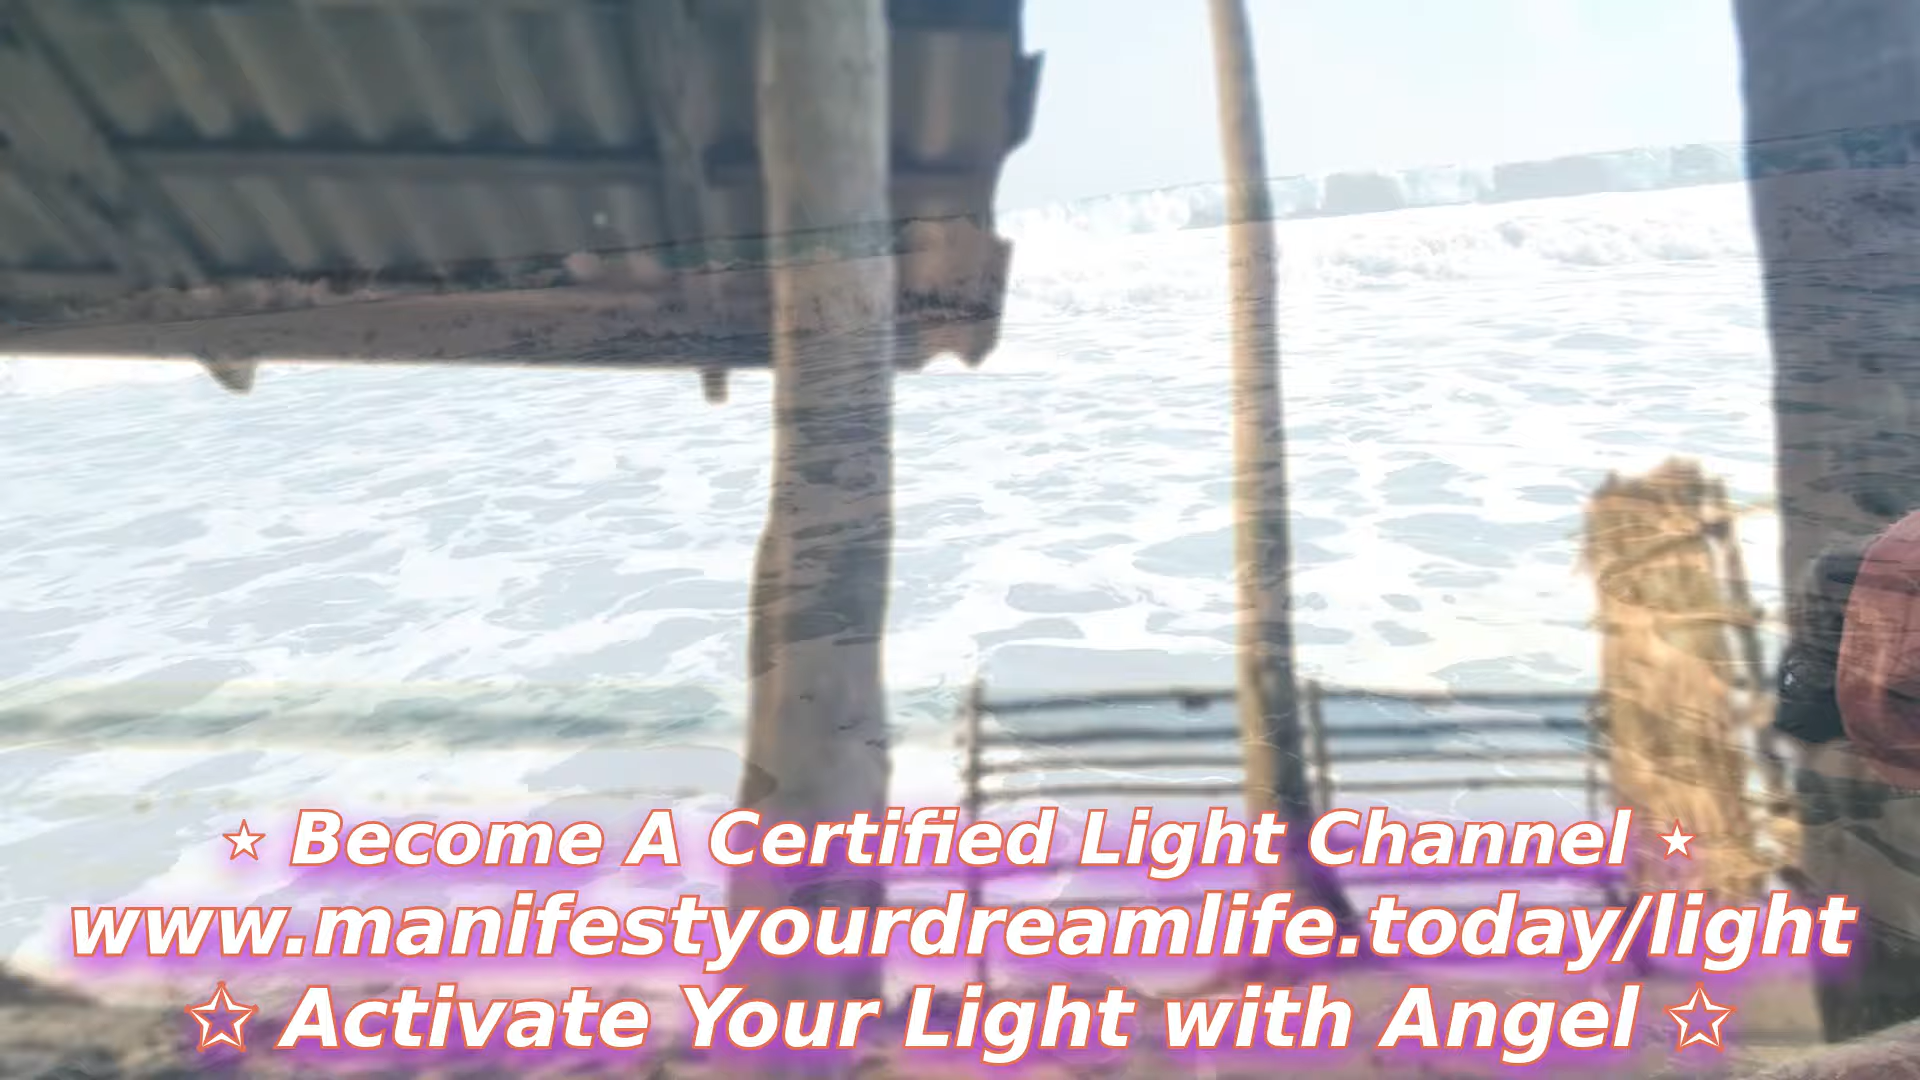 ⋆ Become A Certified Light Channel ⋆
www.manifestyourdreamlife.today/light
☆ Activate Your Light with Angel ☆